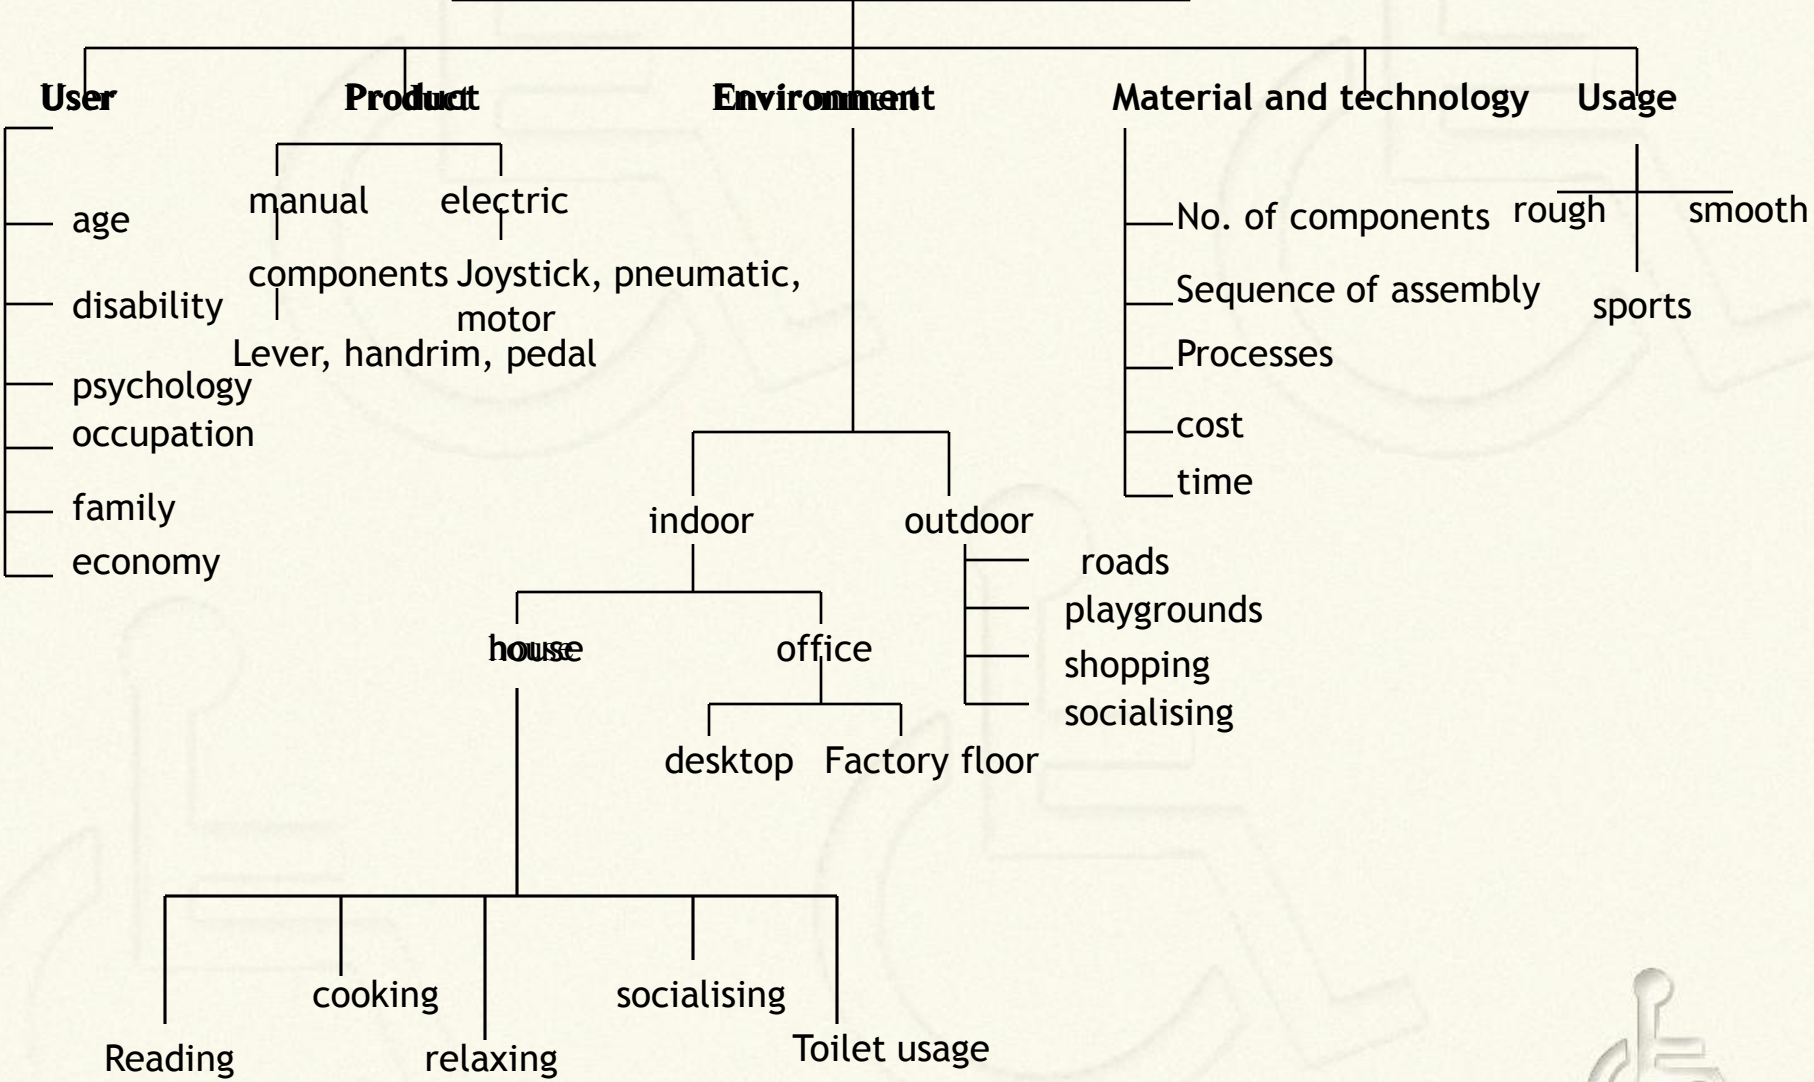 User
Product
Environment
Material and technology
Usage
age
disability
psychology
occupation
family
economy
manual
electric
components
Joystick, pneumatic,
motor
Lever, handrim, pedal
indoor
outdoor
house
office
desktop
Factory floor
roads
playgrounds
shopping
socialising
Reading
cooking
relaxing
socialising
Toilet usage
No. of components
Sequence of assembly
Processes
cost
time
rough
smooth
sports